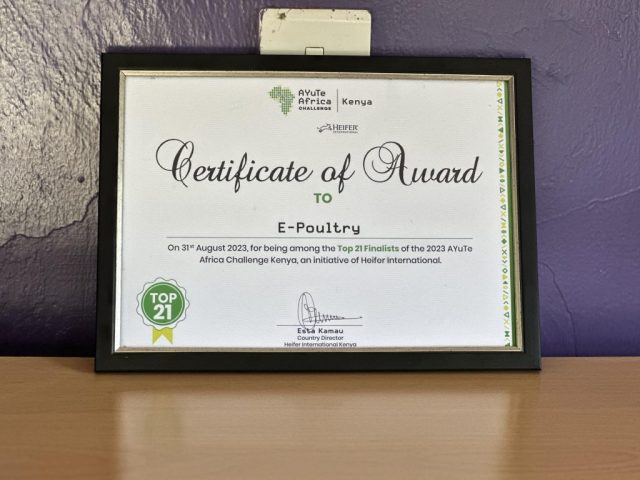 AYuTe
Africa
CHALLENGE
Kenya
HEIFER
INTERNATIONAL
Certificate of Award
TO
E-Poultry
On 31st August 2023, for being among the Top 21 Finalists of the 2023 AYuTe
Africa Challenge Kenya, an initiative of Heifer International.
TOP
21
Esta Kamau
Country Director
Heifer International Kenya